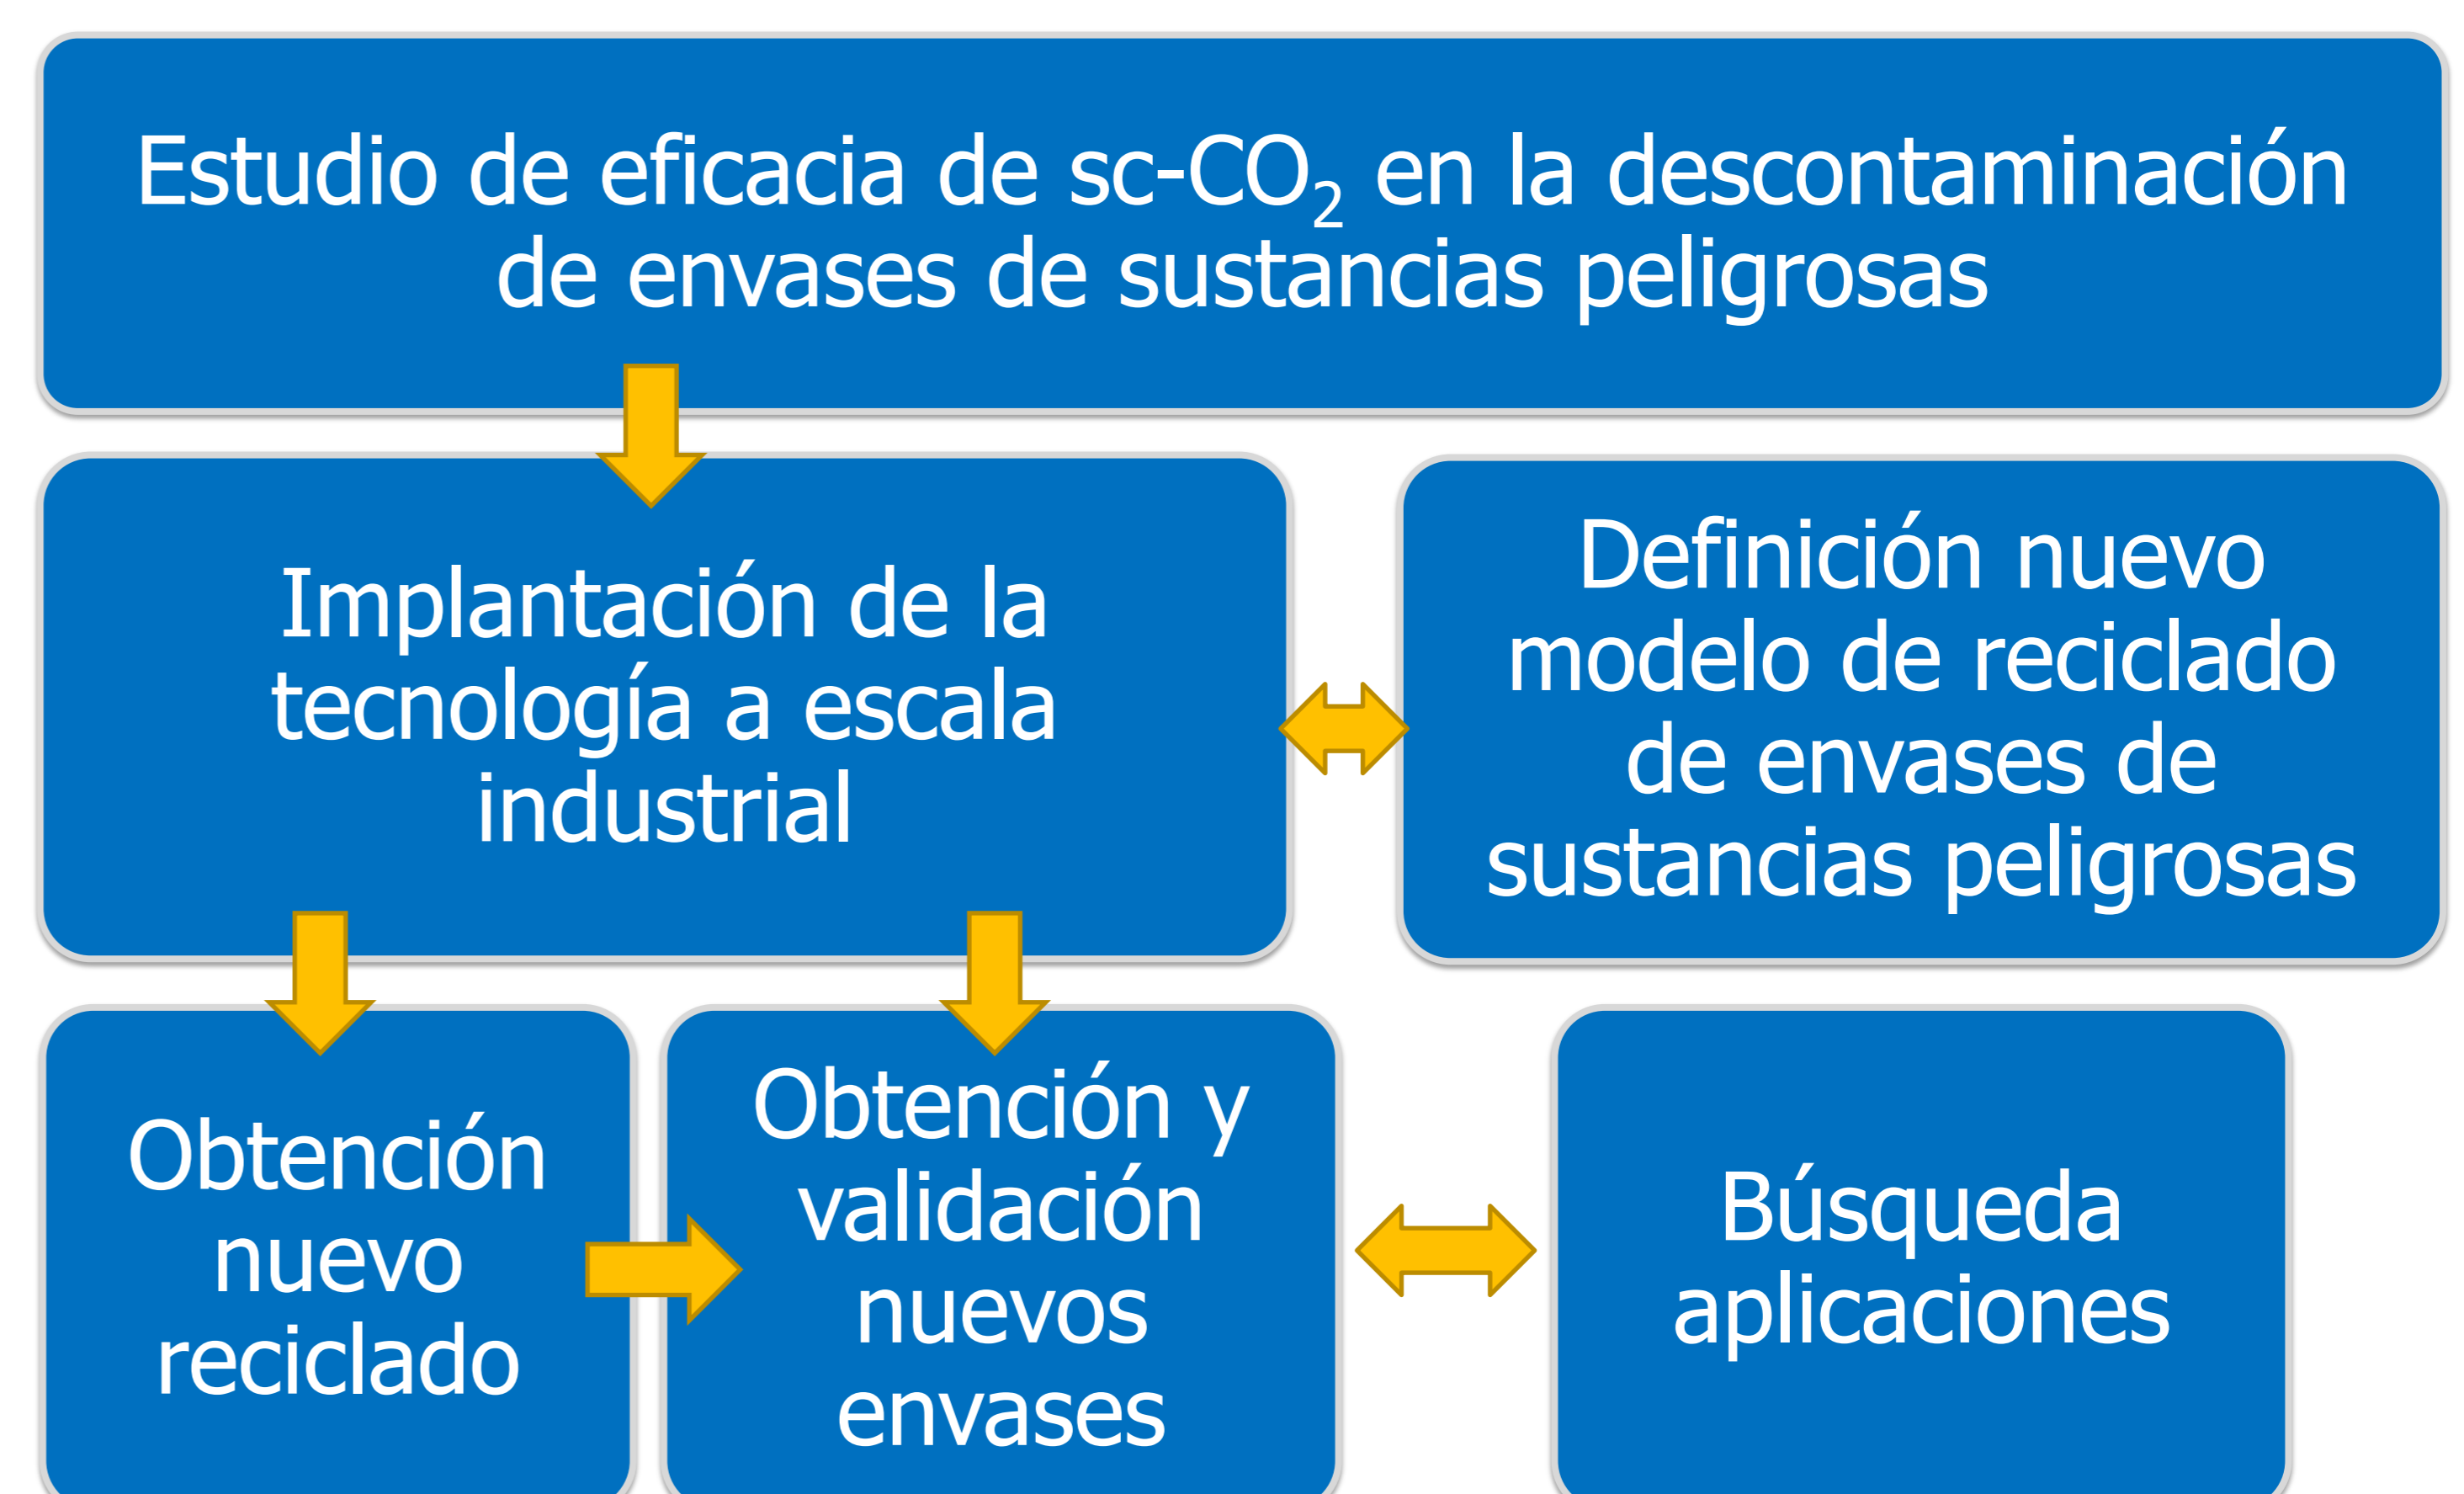 Estudio de eficacia de sc-CO₂ en la descontaminación
de envases de sustancias peligrosas
Implantación de la
tecnología a escala
industrial
Definición nuevo
modelo de reciclado
de envases de
sustancias peligrosas
Obtención
nuevo
reciclado
Obtención y
validación
nuevos
envases
Búsqueda
aplicaciones